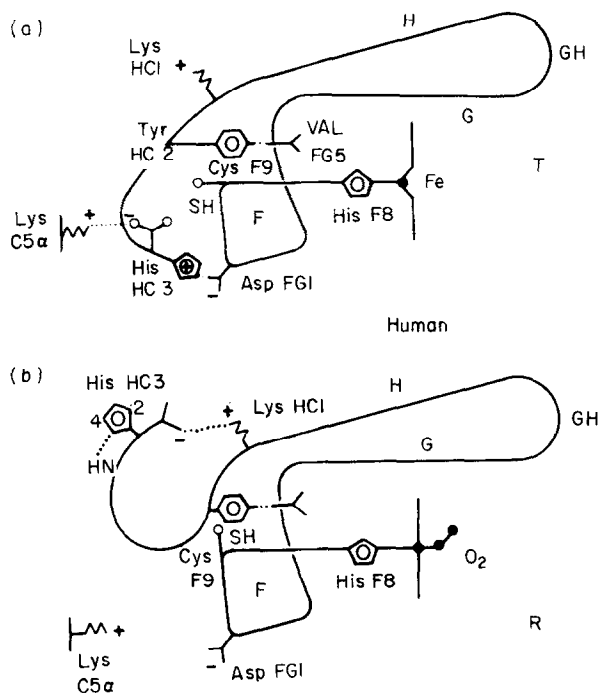 (a)
H
Lys
HCl +
GH
G
Tyr
HC 2
VAL
FG5
Cys F9
T
SH
F
His F8
Fe
Lys
C5α
+
−
His
HC 3
+
−
Asp FGI
Human
(b)
His HC3
H
4
2
+
Lys HCl
−
GH
HN
G
SH
Cys
F9
F
His F8
O2
R
+
Lys
C5α
−
Asp FGI